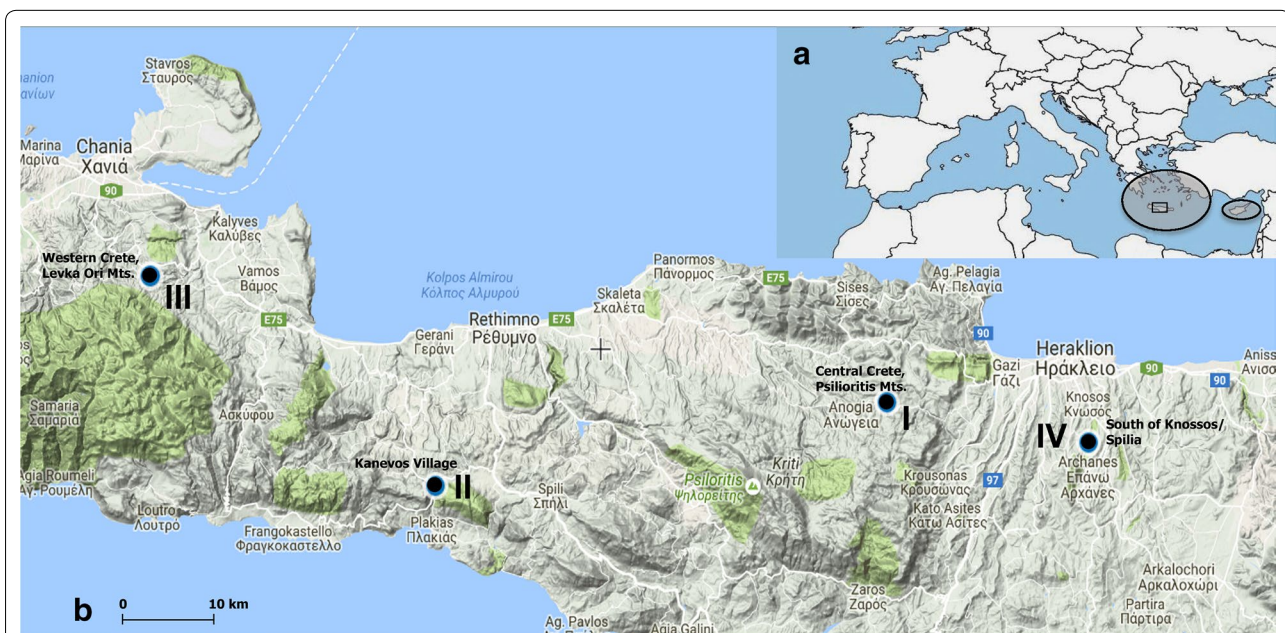 a
Stavros
Σταυρός
Marina
Chania
Χανιά
90
Kalyves
Καλύβες
Western Crete,
Levka Ori Mts.
III
Vamos
Βάμος
E75
Kolpos Almirou
Κόλπος Αλμυρού
Panormos
Πάνορμος
E75
Sises
Σίσες
Ag. Pelagia
Αγ. Πελαγία
Skaleta
Σκαλέτα
Gerani
Γεράνι
Rethimno
Ρέθυμνο
E75
90
Heraklion
Ηράκλειο
Gazi
Γάζι
90
90
Central Crete,
Psilioritis Mts.
Anogia
Ανώγεια
I
Knosos
Κνωσός
IV
South of Knossos/
Spilia
Archanes
Επάνω
Αρχάνες
Samaria
Σαμαριά
Ασκύφου
Kanevos Village
II
Spili
Σπήλι
Psiloritis
Ψηλορείτης
Kriti
Κρήτη
Krousonas
Κρουσώνας
97
Kato Asites
Κάτω Ασίτες
Agia Roumeli
Αγ. Ρουμέλη
Loutro
Λουτρό
Frangokastello
Φραγκοκαστελλο
Plakias
Πλακιάς
Zaros
Ζαρός
Arkalochori
Αρκαλοχώρι
Partira
Παρτίρα
b
0 10 km
Ag. Pavlos
Agia Galini